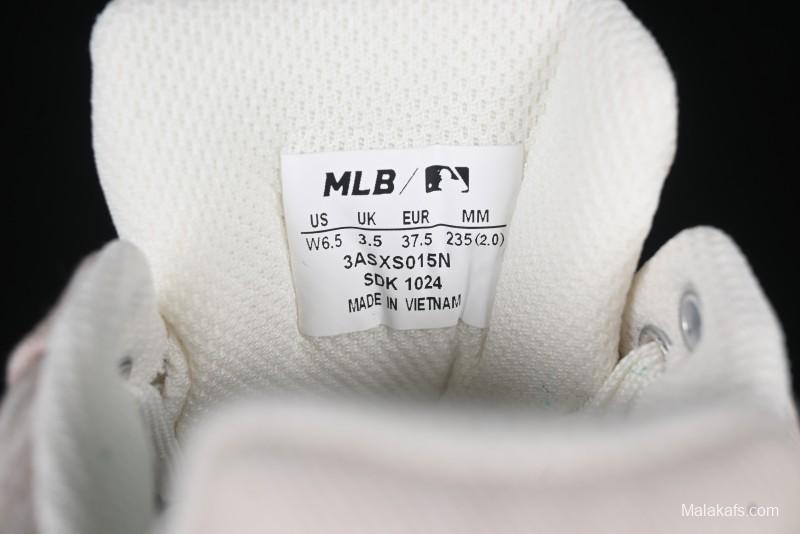 MLB /
US UK EUR MM
W6.5 3.5 37.5 235(2.0)
3ASXS015N
SDK 1024
MADE IN VIETNAM
Malakafs.com